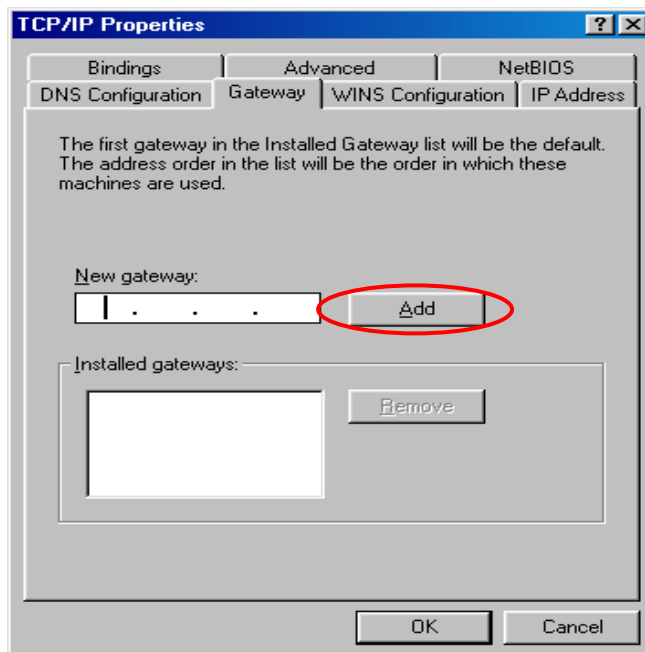 TCP/IP Properties
Bindings Advanced NetBIOS
DNS Configuration Gateway WINS Configuration IP Address
The first gateway in the Installed Gateway list will be the default.
The address order in the list will be the order in which these
machines are used.
New gateway:
. . . Add
Installed gateways:
Remove
OK Cancel